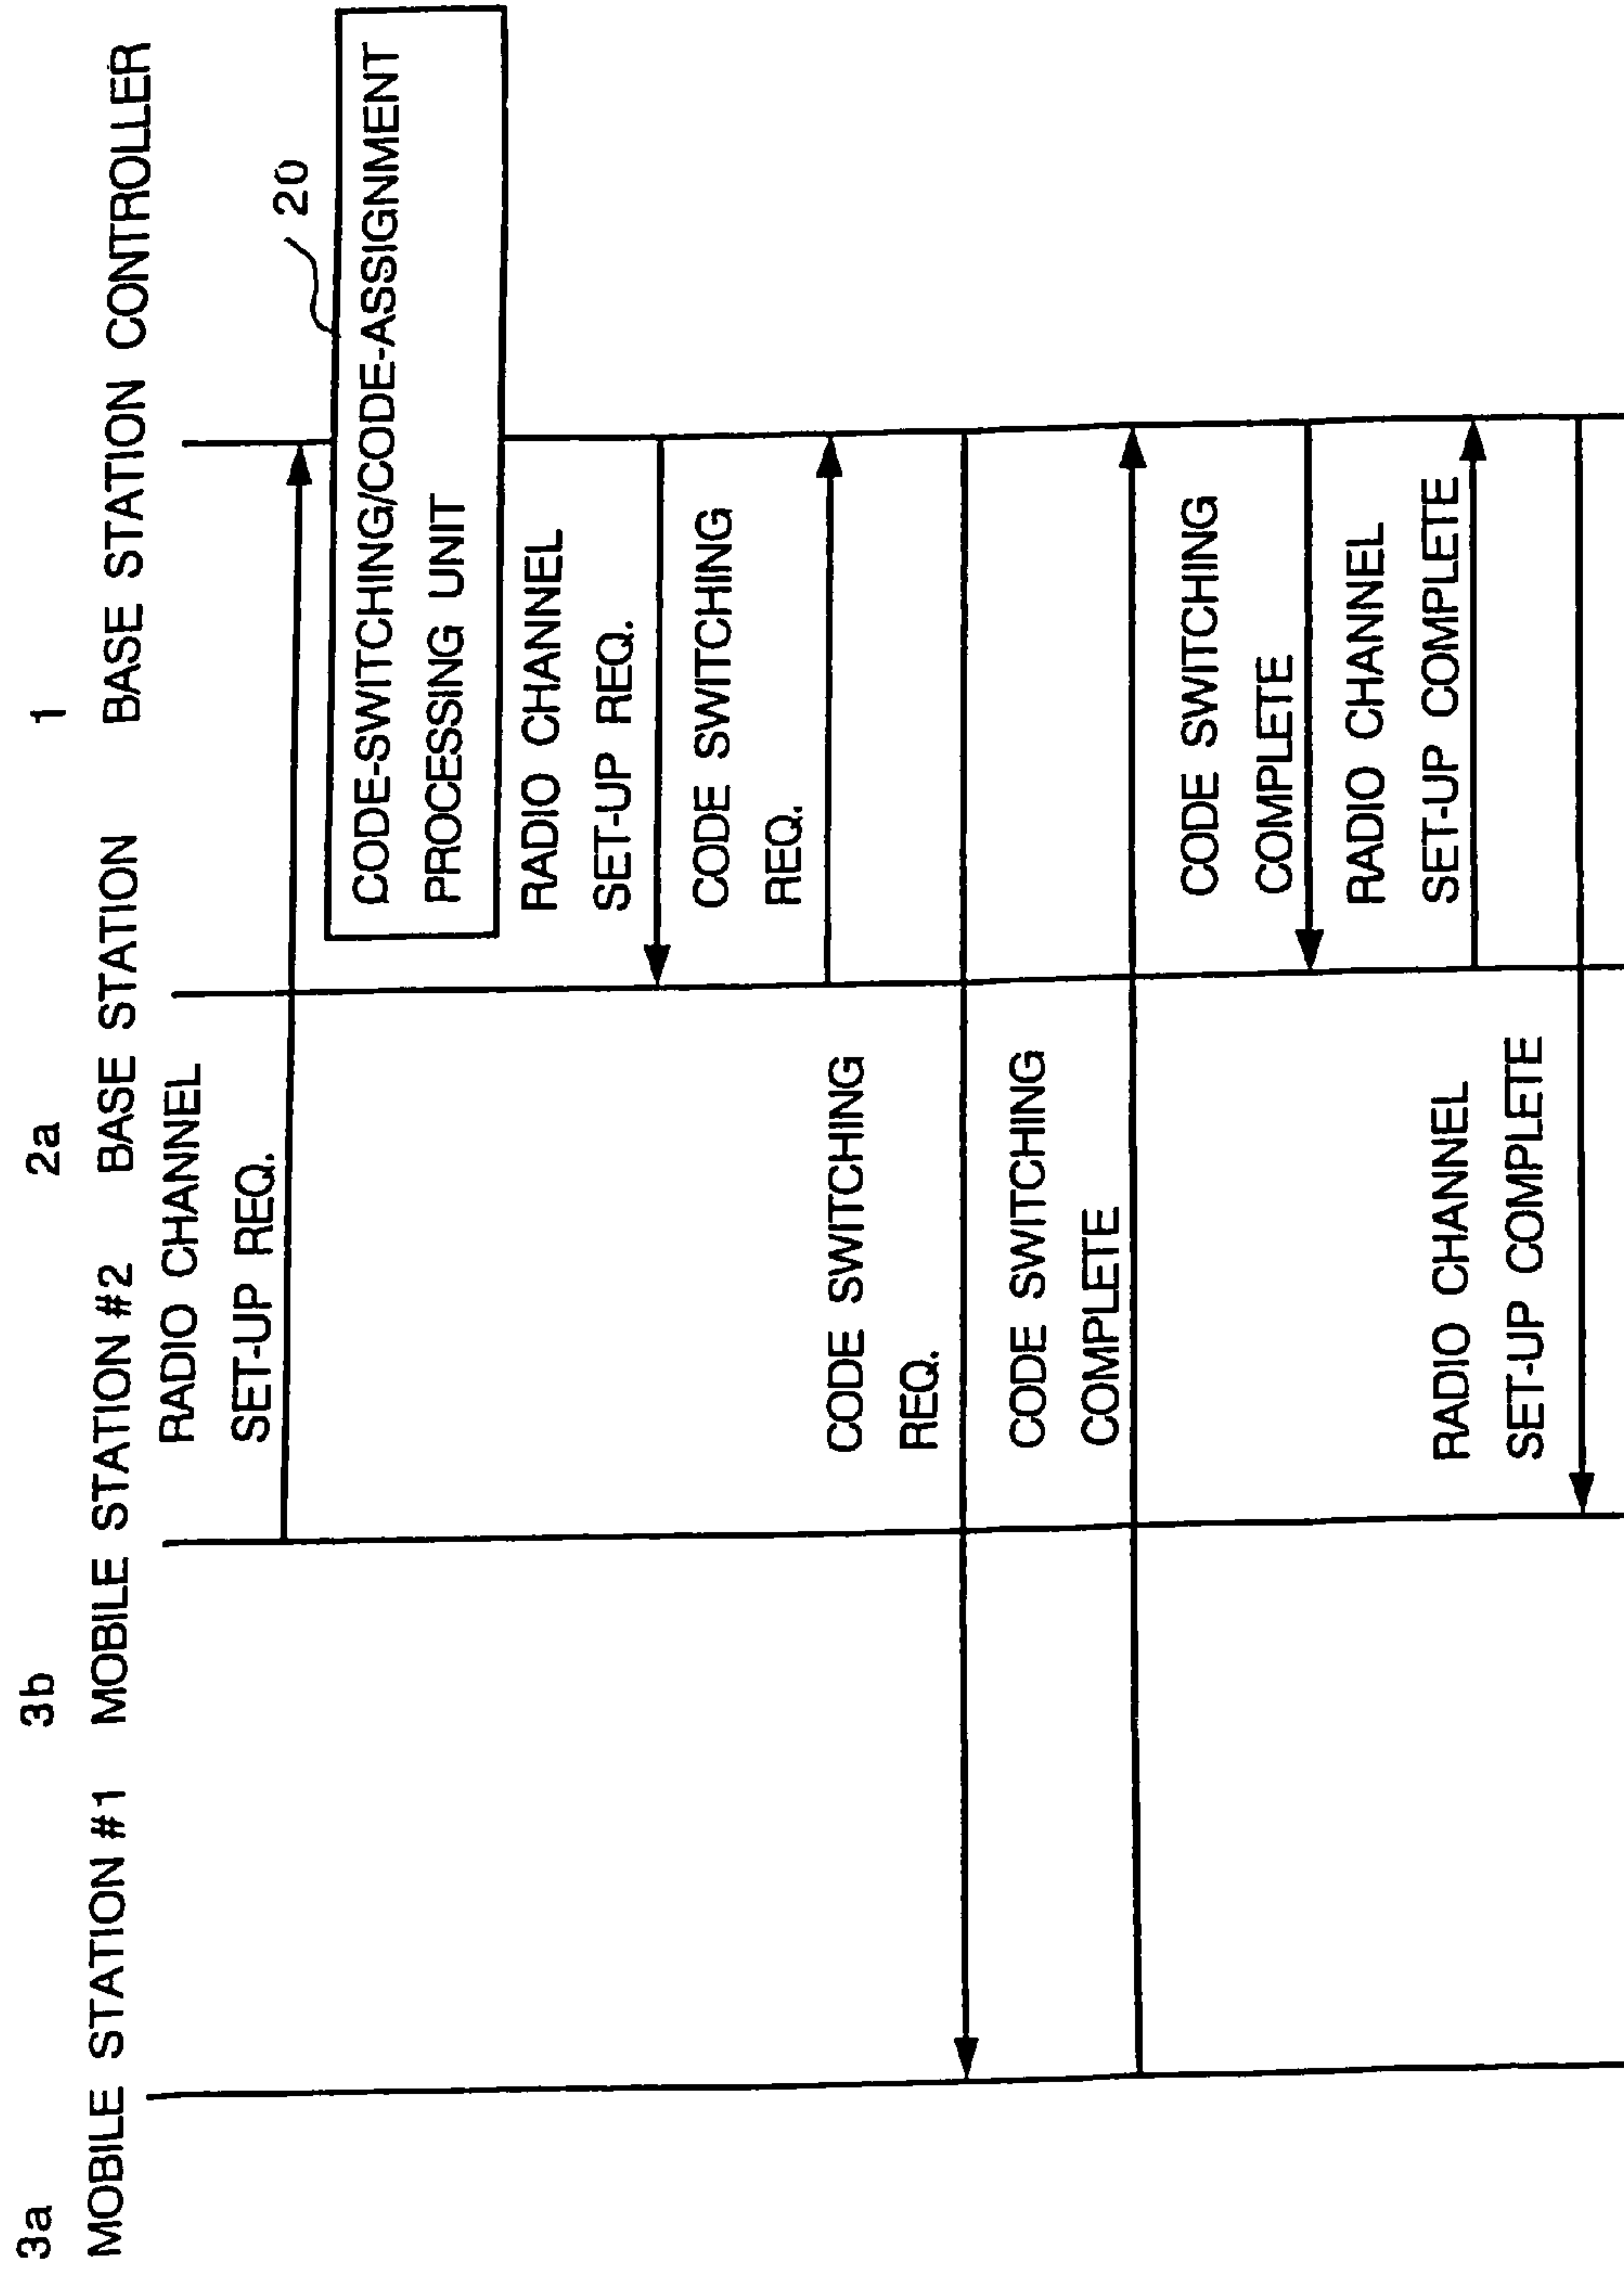 3a
3b
2a
1
MOBILE STATION #1
MOBILE STATION #2
BASE STATION
BASE STATION CONTROLLER
RADIO CHANNEL
SET-UP REQ.
20
CODE-SWITCHING/CODE-ASSIGNMENT
PROCESSING UNIT
RADIO CHANNEL
SET-UP REQ.
CODE SWITCHING
REQ.
CODE SWITCHING
REQ.
CODE SWITCHING
COMPLETE
CODE SWITCHING
COMPLETE
RADIO CHANNEL
SET-UP COMPLETE
RADIO CHANNEL
SET-UP COMPLETE